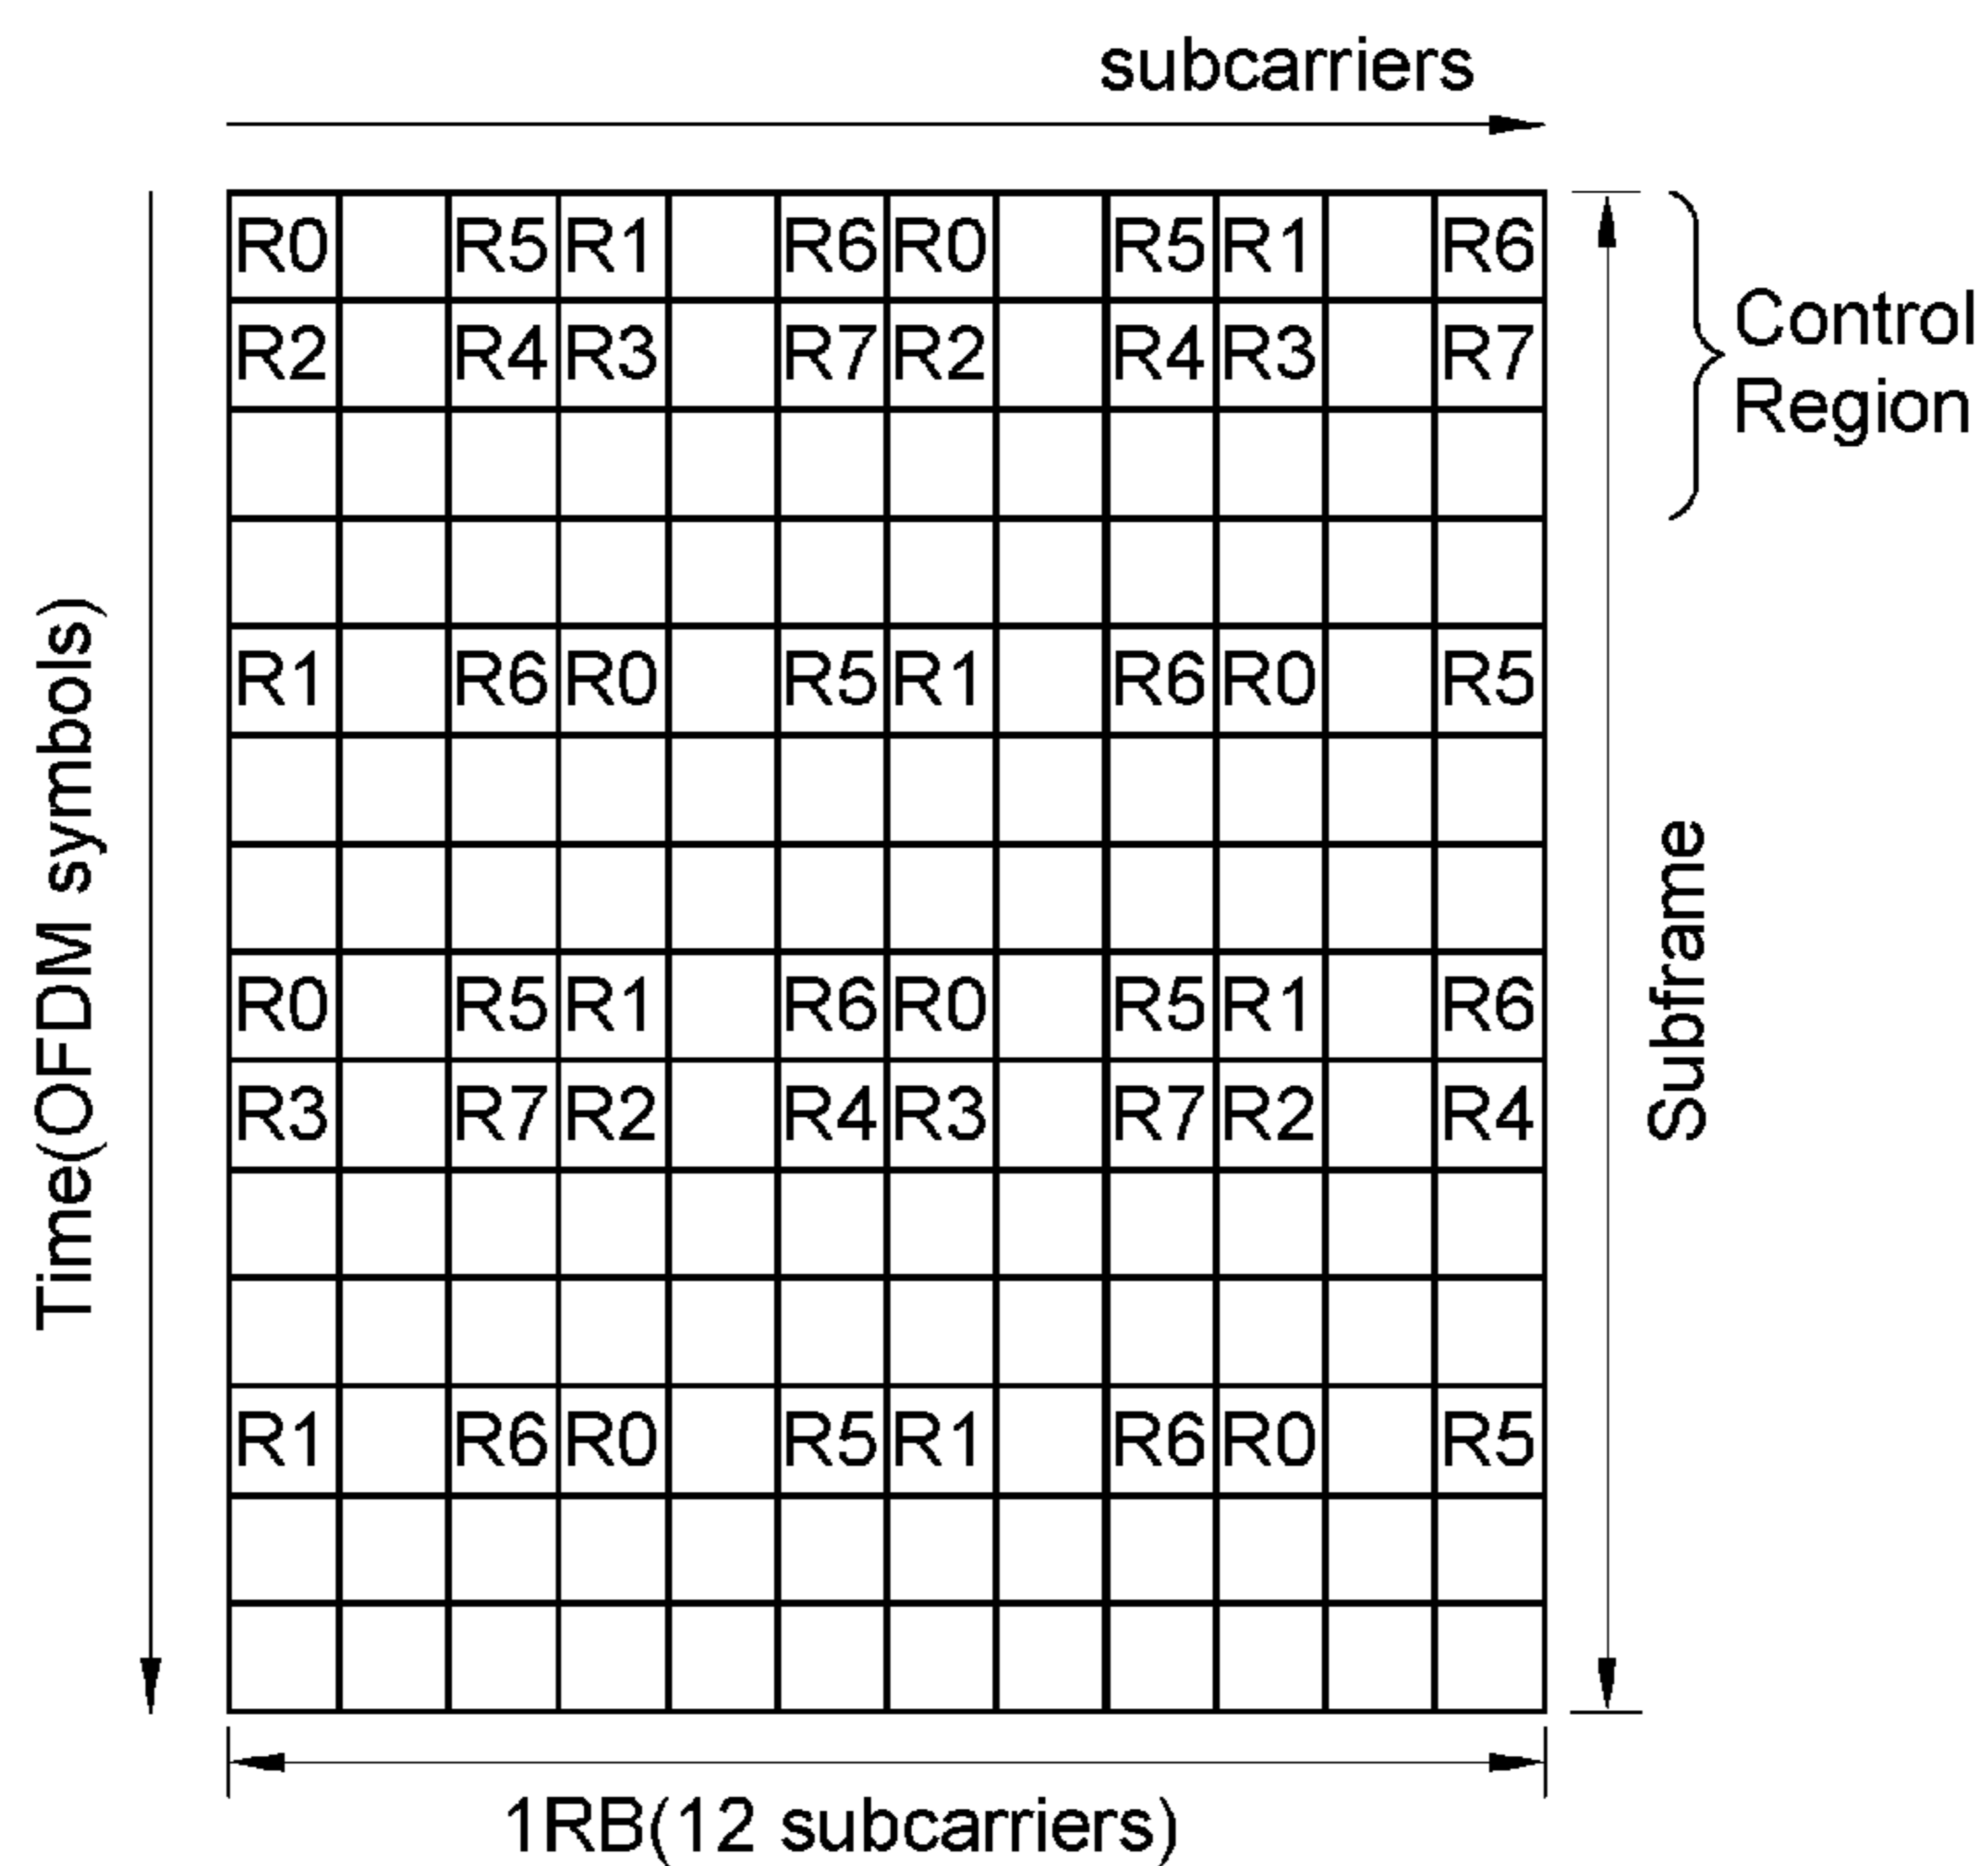 subcarriers
R0 R5 R1 R6 R0 R5 R1 R6
R2 R4 R3 R7 R2 R4 R3 R7
Control
Region
R1 R6 R0 R5 R1 R6 R0 R5
R0 R5 R1 R6 R0 R5 R1 R6
R3 R7 R2 R4 R3 R7 R2 R4
R1 R6 R0 R5 R1 R6 R0 R5
Time(OFDM symbols)
Subframe
1RB(12 subcarriers)